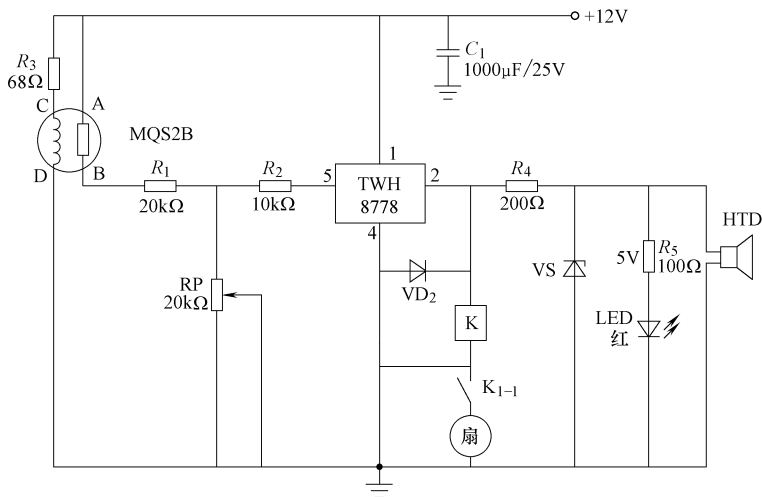 +12V
C1
1000μF/25V
R3
68Ω
C
A
MQS2B
D
B
R1
20kΩ
R2
10kΩ
5
1
TWH
8778
2
4
R4
200Ω
HTD
RP
20kΩ
VD2
VS
5V
R5
100Ω
K
LED
红
K1-1
扇